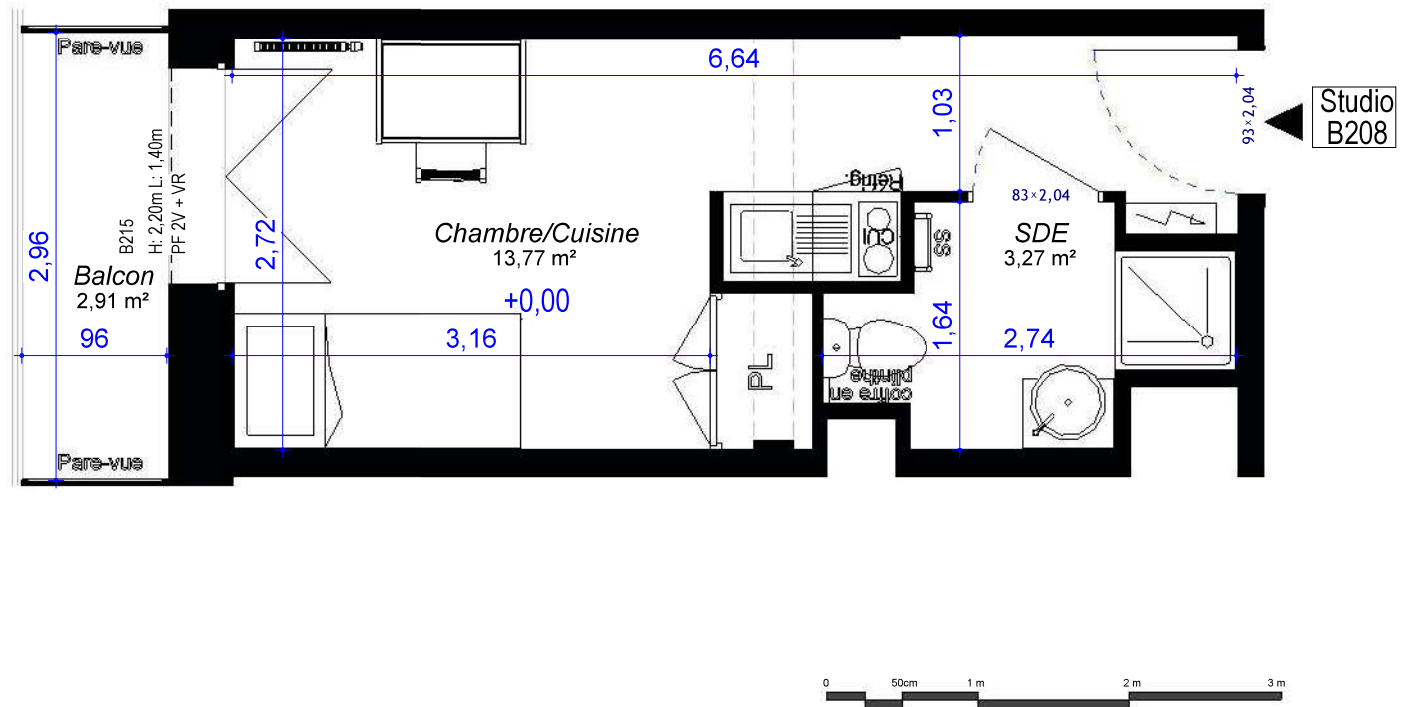 Pare-vue
6,64
1,03
93×2,04
Studio
B208
B215
H: 2,20m L: 1,40m
PF 2V + VR
2,96
Balcon
2,91 m²
96
2,72
Chambre/Cuisine
13,77 m²
+0,00
3,16
Réfrig.
CUI
SS
83×2,04
SDE
3,27 m²
1,64
2,74
PL
coffre en
plinthe
Pare-vue
0 50cm 1 m 2 m 3 m